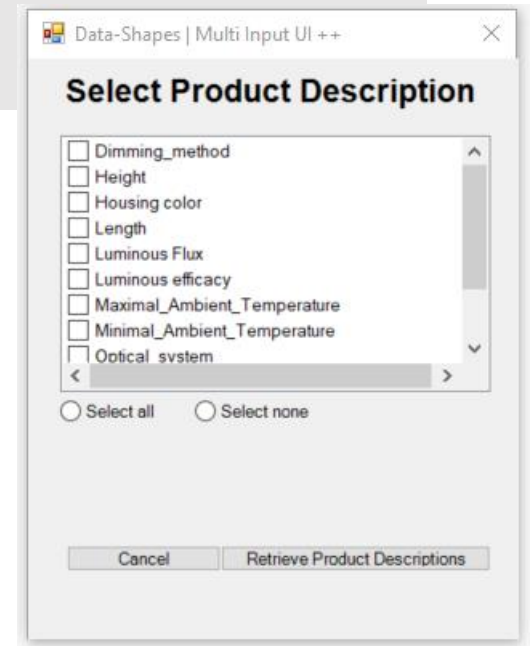 Data-Shapes | Multi Input UI ++
Select Product Description
Dimming_method
Height
Housing color
Length
Luminous Flux
Luminous efficacy
Maximal_Ambient_Temperature
Minimal_Ambient_Temperature
Optical_system
Select all Select none
Cancel Retrieve Product Descriptions